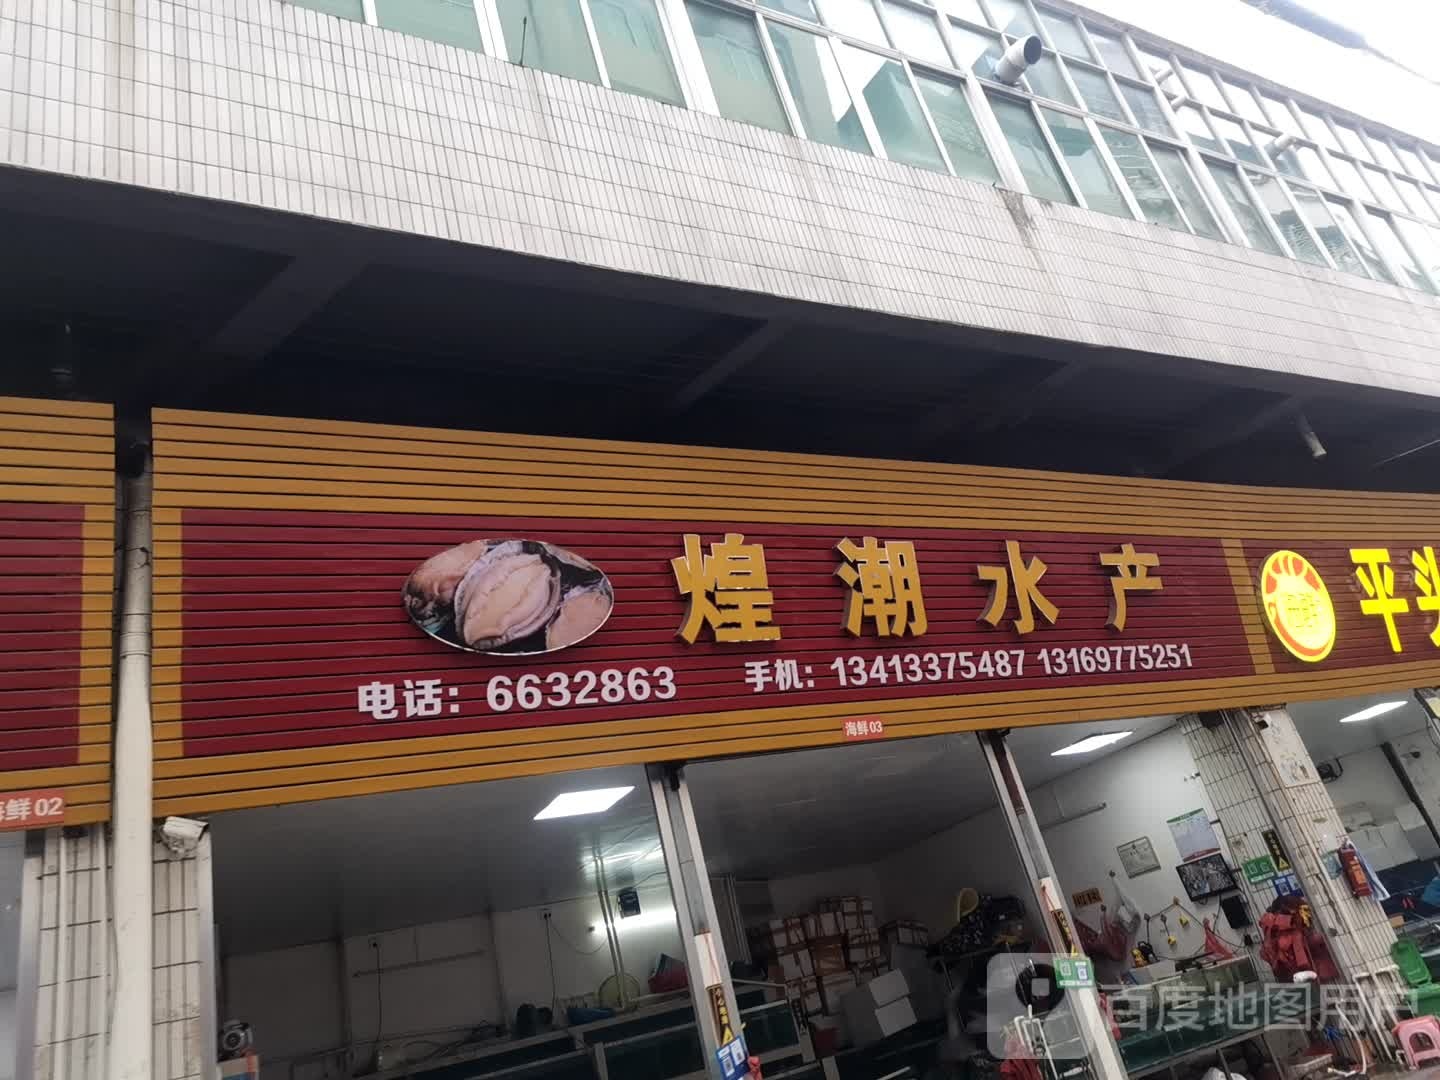 煌潮水产
电话：6632863
手机：13413375487 13169775251
海鲜03
海鲜02
平头
百度地图用户